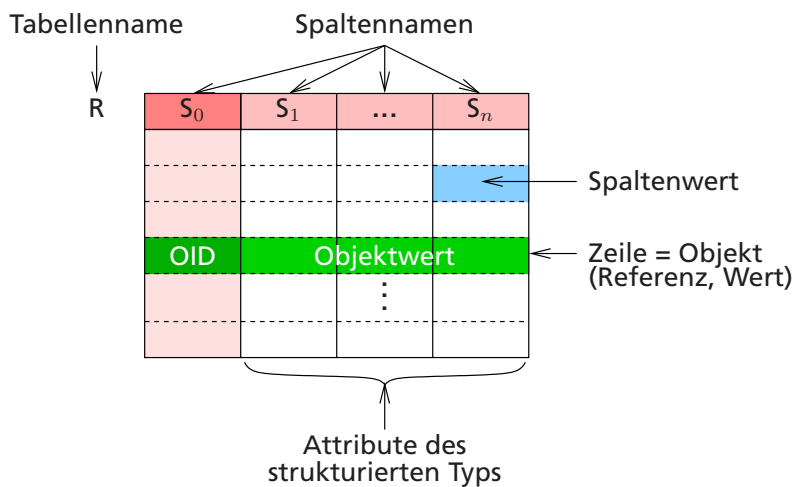 Tabellenname Spaltennamen
R S₀ S₁ ... Sₙ
Spaltenwert
OID Objektwert Zeile = Objekt
(Referenz, Wert)
⋮
Attribute des
strukturierten Typs